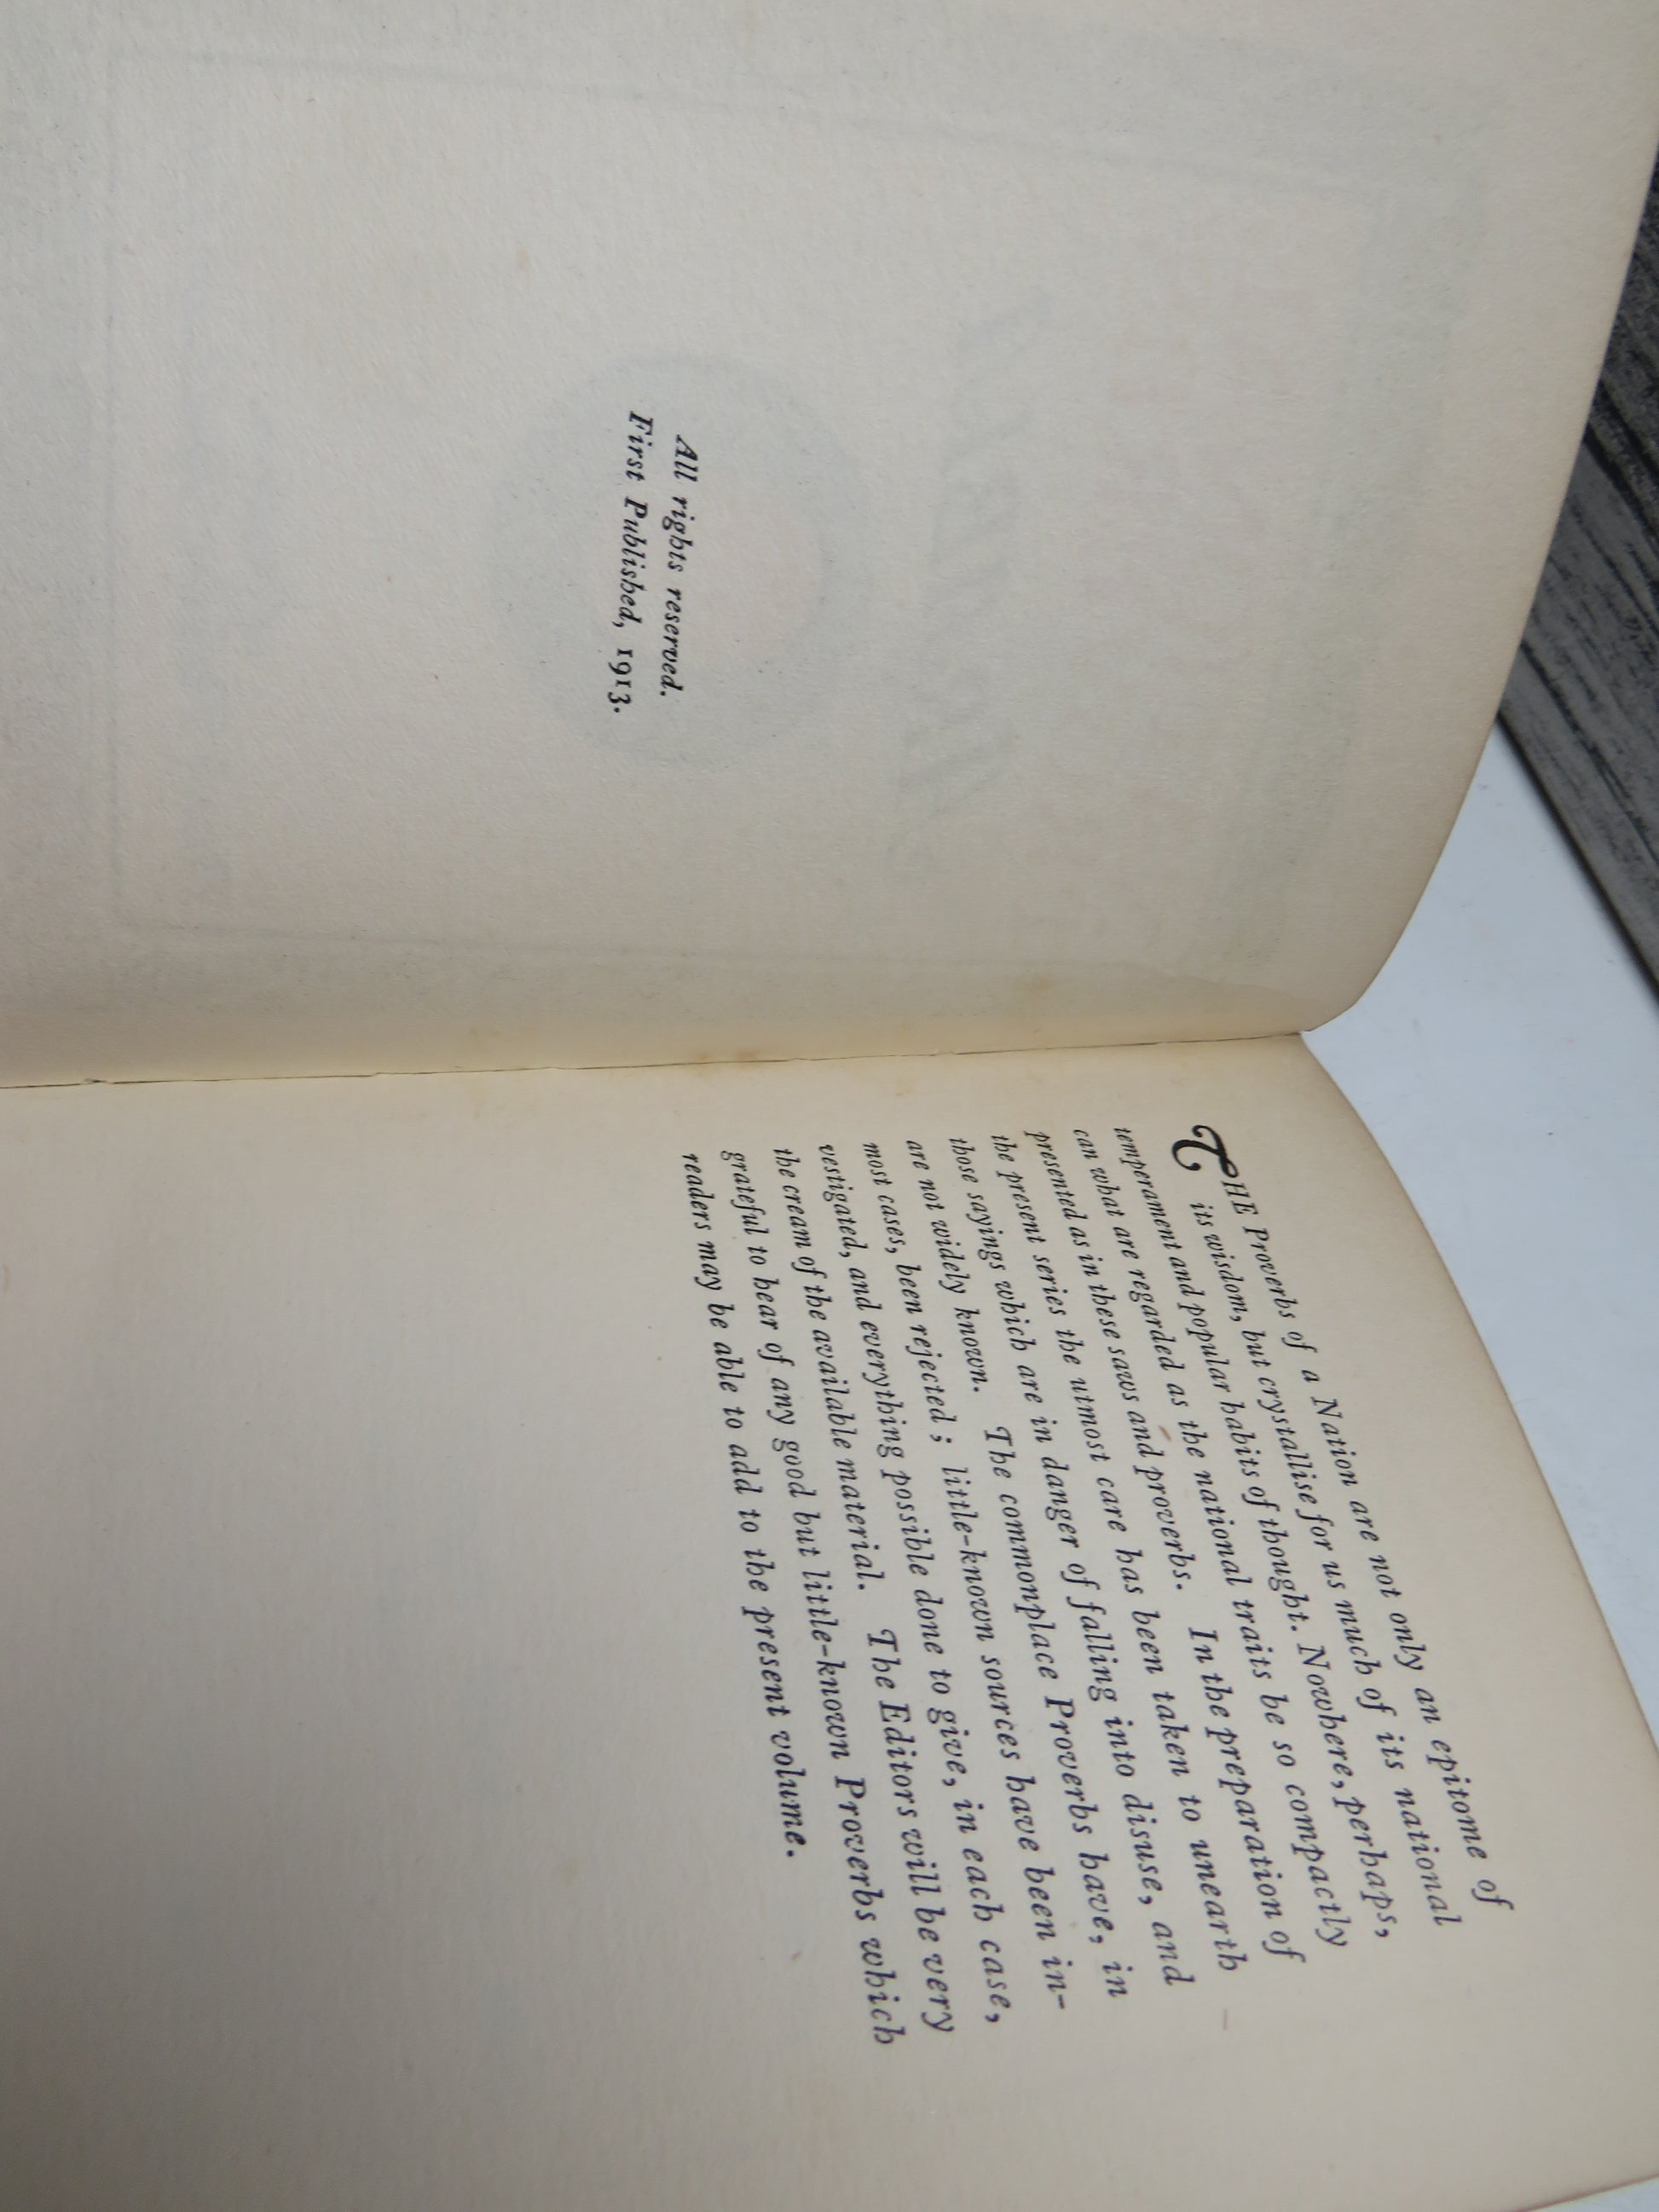 All rights reserved.
First Published, 1913.
THE Proverbs of a Nation are not only an epitome of
its wisdom, but crystallise for us much of its national
temperament and popular habits of thought. Nowhere, perhaps,
can what are regarded as the national traits be so compactly
presented as in these saws and proverbs. In the preparation of
the present series the utmost care has been taken to unearth
those sayings which are in danger of falling into disuse, and
are not widely known. The commonplace Proverbs have, in
most cases, been rejected; little-known sources have been in-
vestigated, and everything possible done to give, in each case,
the cream of the available material. The Editors will be very
grateful to hear of any good but little-known Proverbs which
readers may be able to add to the present volume.